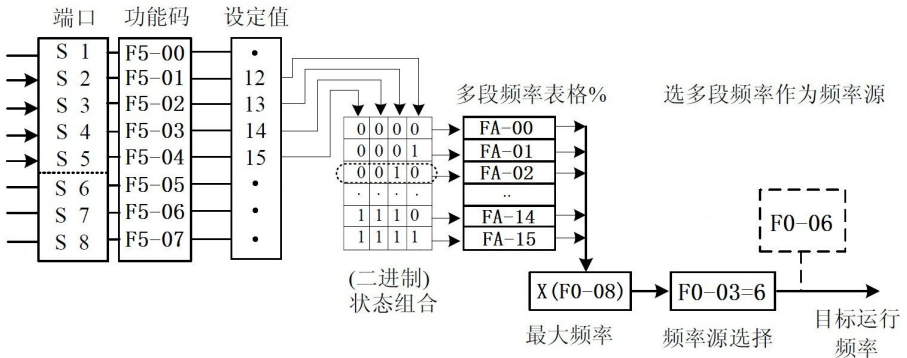 端口 功能码 设定值
S 1 F5-00 •
S 2 F5-01 12
S 3 F5-02 13
S 4 F5-03 14
S 5 F5-04 15
S 6 F5-05 •
S 7 F5-06 •
S 8 F5-07 •
多段频率表格%
选多段频率作为频率源
0 0 0 0 FA-00
0 0 0 1 FA-01
0 0 1 0 FA-02
· · · · ..
1 1 1 0 FA-14
1 1 1 1 FA-15
(二进制)
状态组合
F0-06
X(F0-08)
F0-03=6
最大频率
频率源选择
目标运行
频率